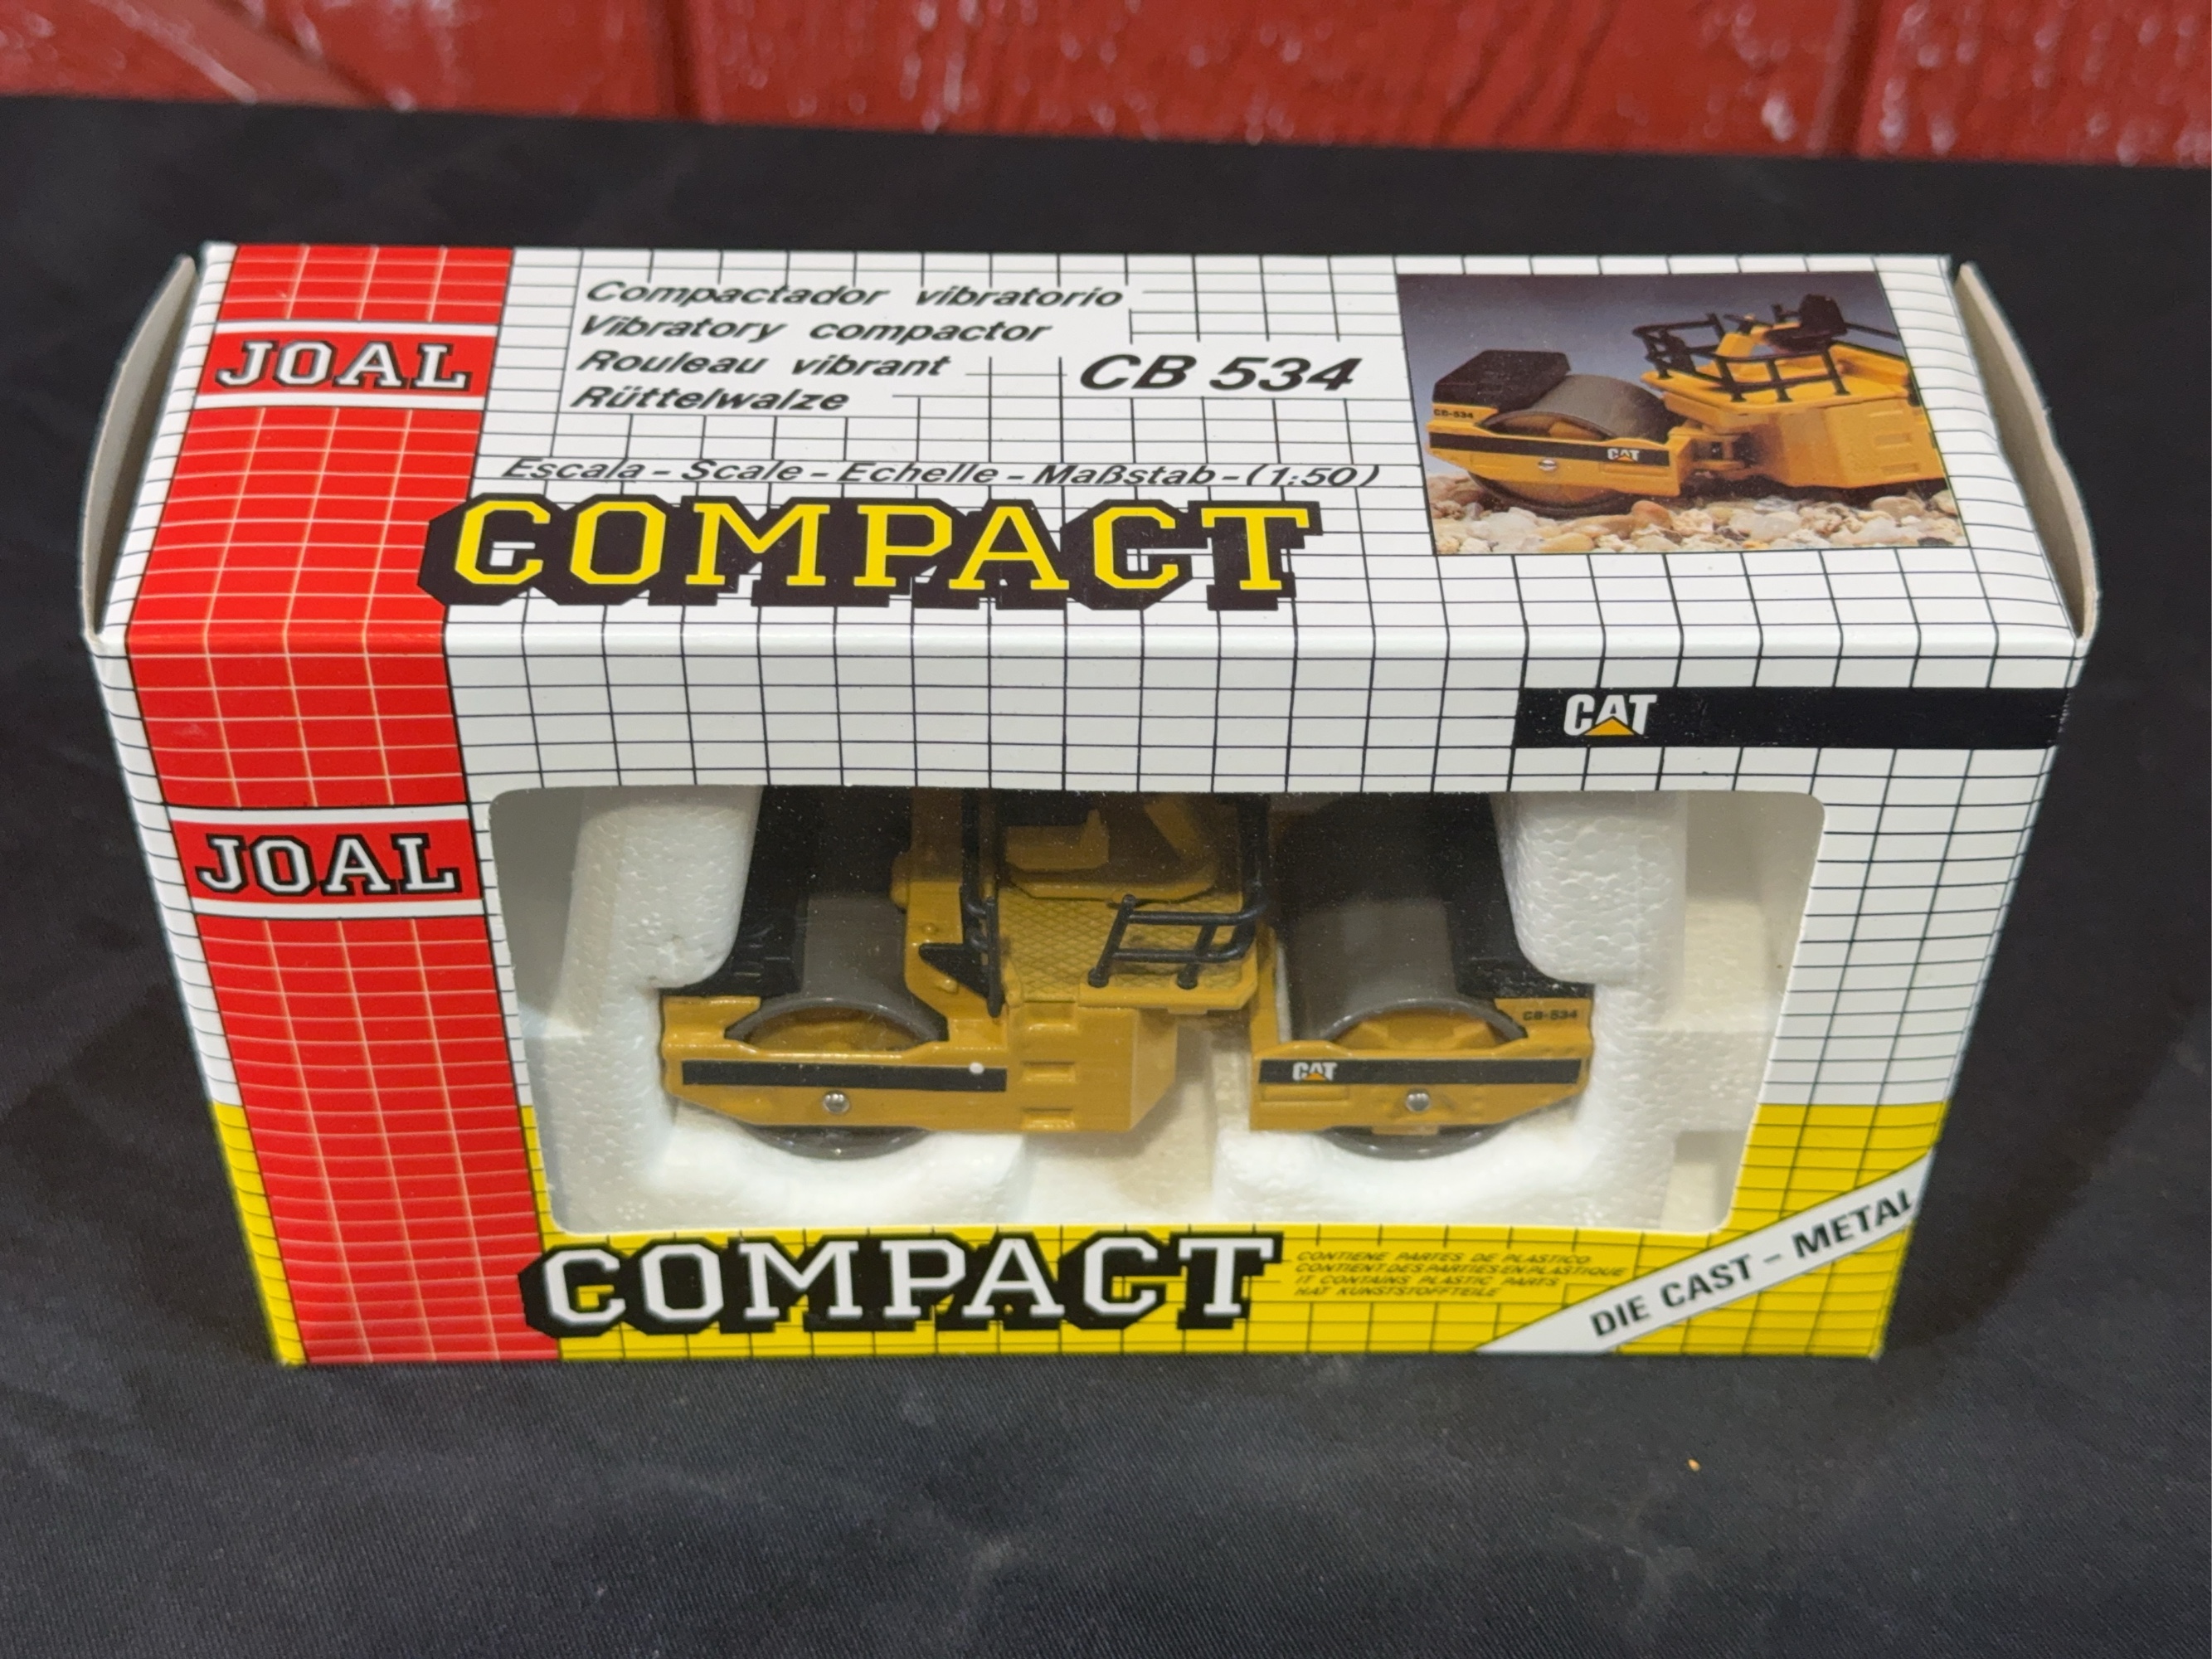 JOAL
Compactador vibratorio
Vibratory compactor
Rouleau vibrant
Rüttelwalze
CB 534
Escala - Scale - Echelle - Maßstab - (1:50)
COMPACT
CB-534
CAT
CAT
JOAL
CB-534
CAT
COMPACT
CONTIENE PARTES DE PLASTICO
CONTIENT DES PARTIES EN PLASTIQUE
IT CONTAINS PLASTIC PARTS
HAT KUNSTSTOFFTEILE
DIE CAST - METAL